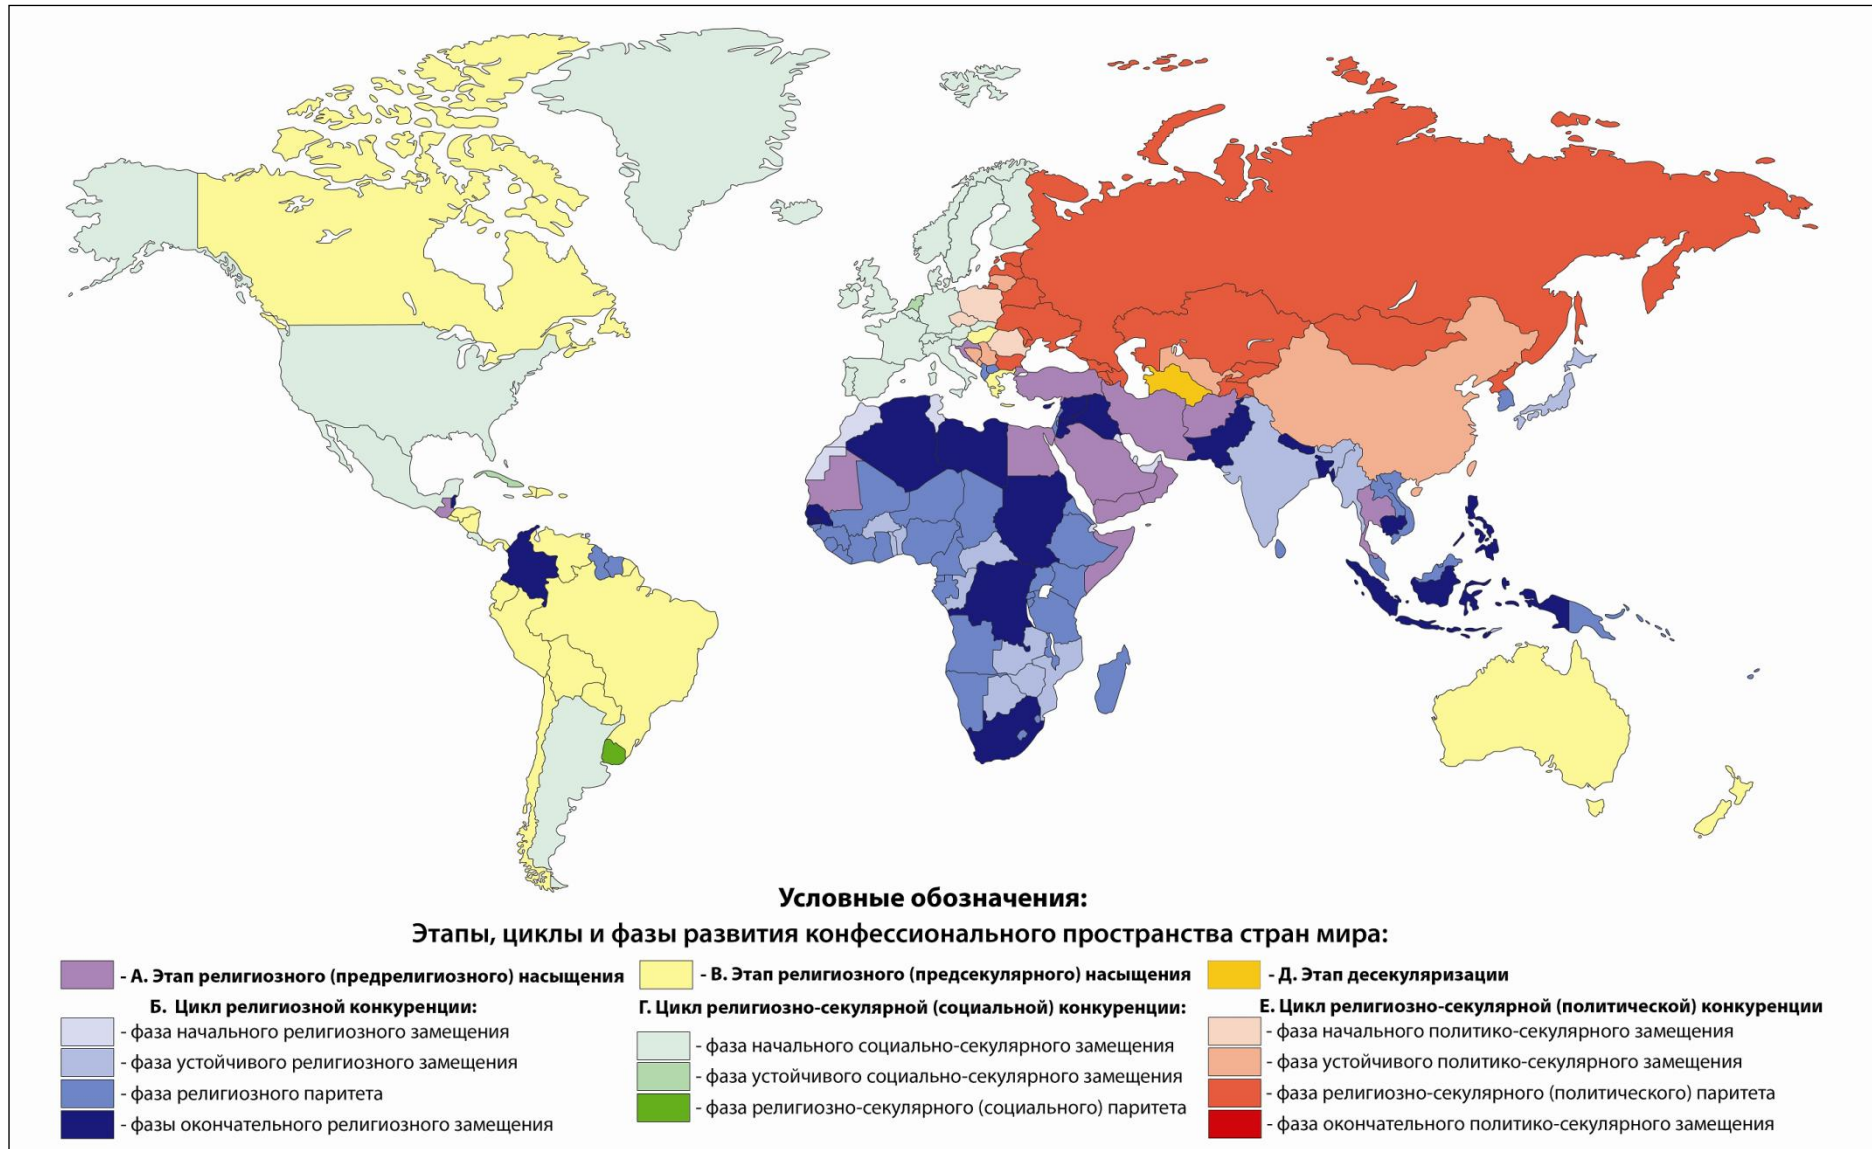 Условные обозначения:
Этапы, циклы и фазы развития конфессионального пространства стран мира:
- А. Этап религиозного (предрелигиозного) насыщения
Б. Цикл религиозной конкуренции:
- фаза начального религиозного замещения
- фаза устойчивого религиозного замещения
- фаза религиозного паритета
- фазы окончательного религиозного замещения
- В. Этап религиозного (предсекулярного) насыщения
Г. Цикл религиозно-секулярной (социальной) конкуренции:
- фаза начального социально-секулярного замещения
- фаза устойчивого социально-секулярного замещения
- фаза религиозно-секулярного (социального) паритета
- Д. Этап десекуляризации
Е. Цикл религиозно-секулярной (политической) конкуренции
- фаза начального политико-секулярного замещения
- фаза устойчивого политико-секулярного замещения
- фаза религиозно-секулярного (политического) паритета
- фаза окончательного политико-секулярного замещения